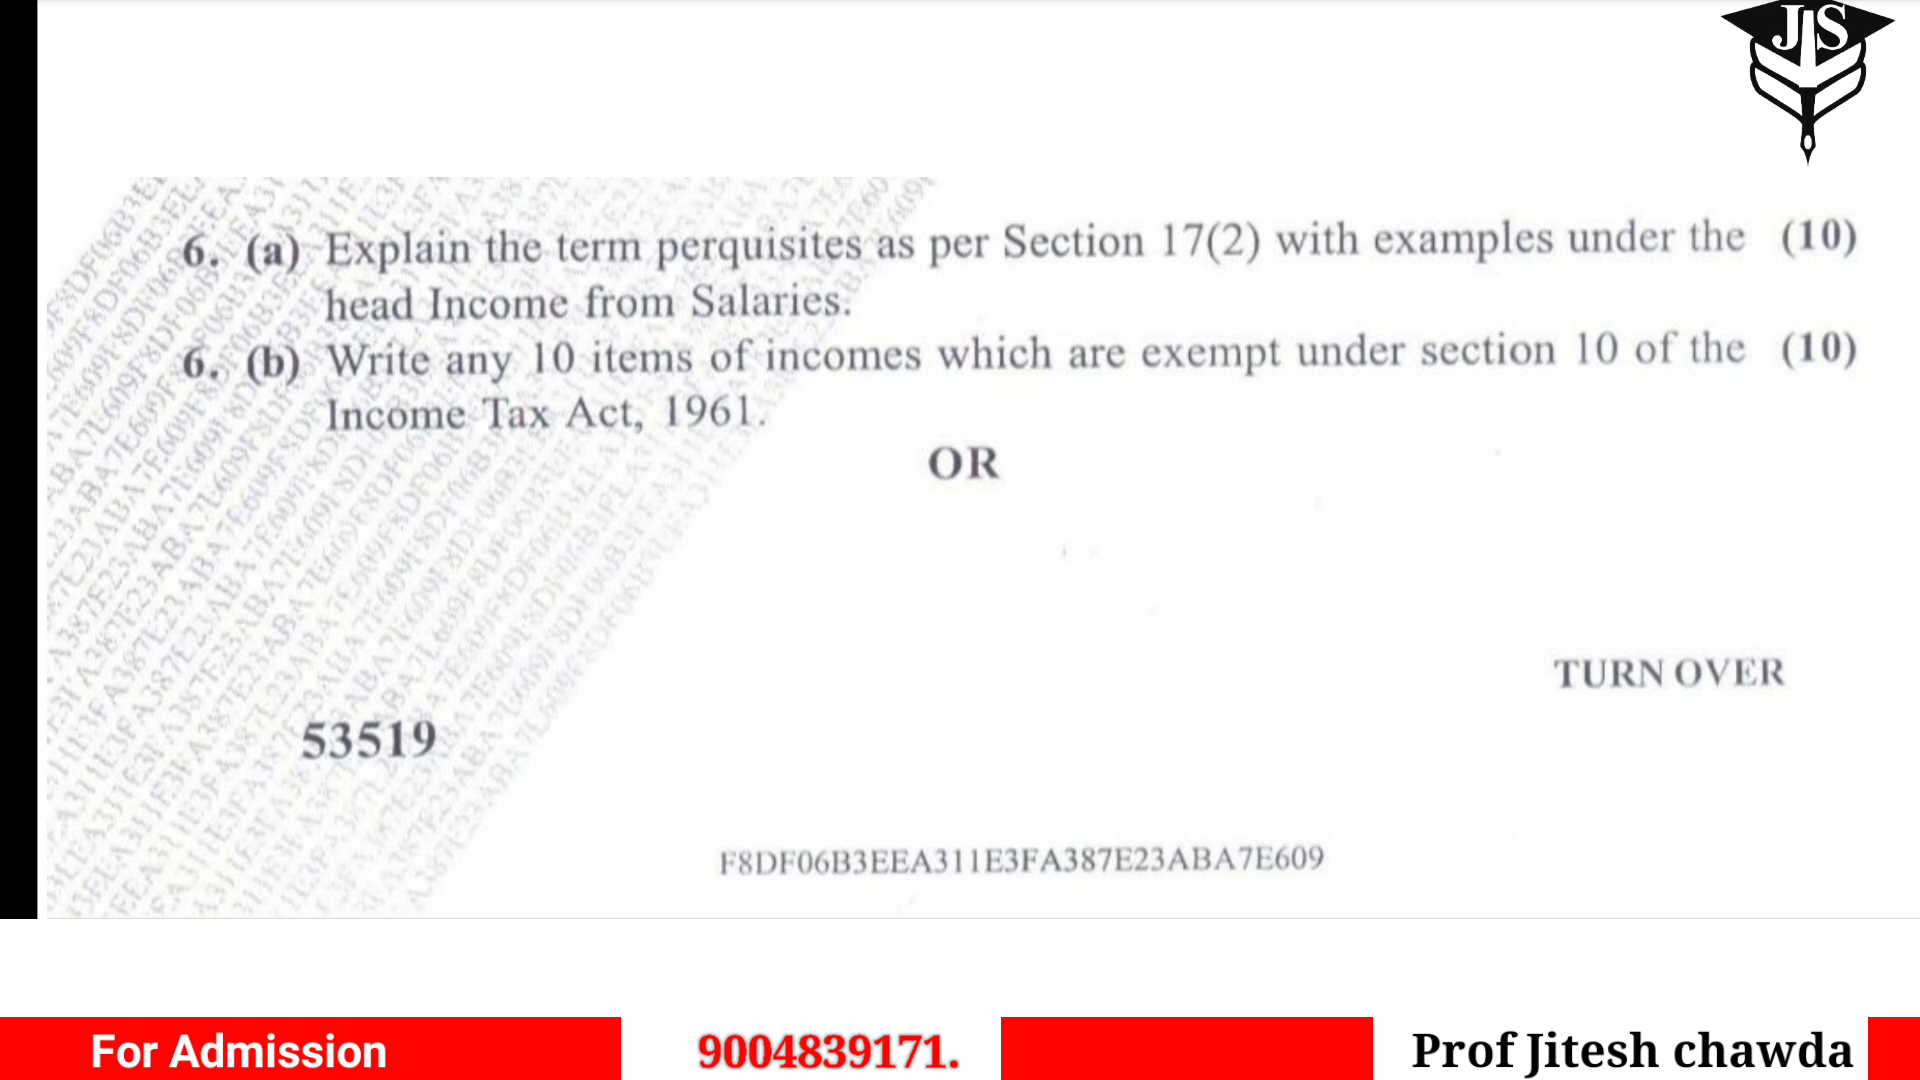 JS
6. (a) Explain the term perquisites as per Section 17(2) with examples under the (10)
head Income from Salaries.
6. (b) Write any 10 items of incomes which are exempt under section 10 of the (10)
Income Tax Act, 1961.
OR
TURN OVER
53519
F8DF06B3EEA311E3FA387E23ABA7E609
For Admission 9004839171. Prof Jitesh chawda